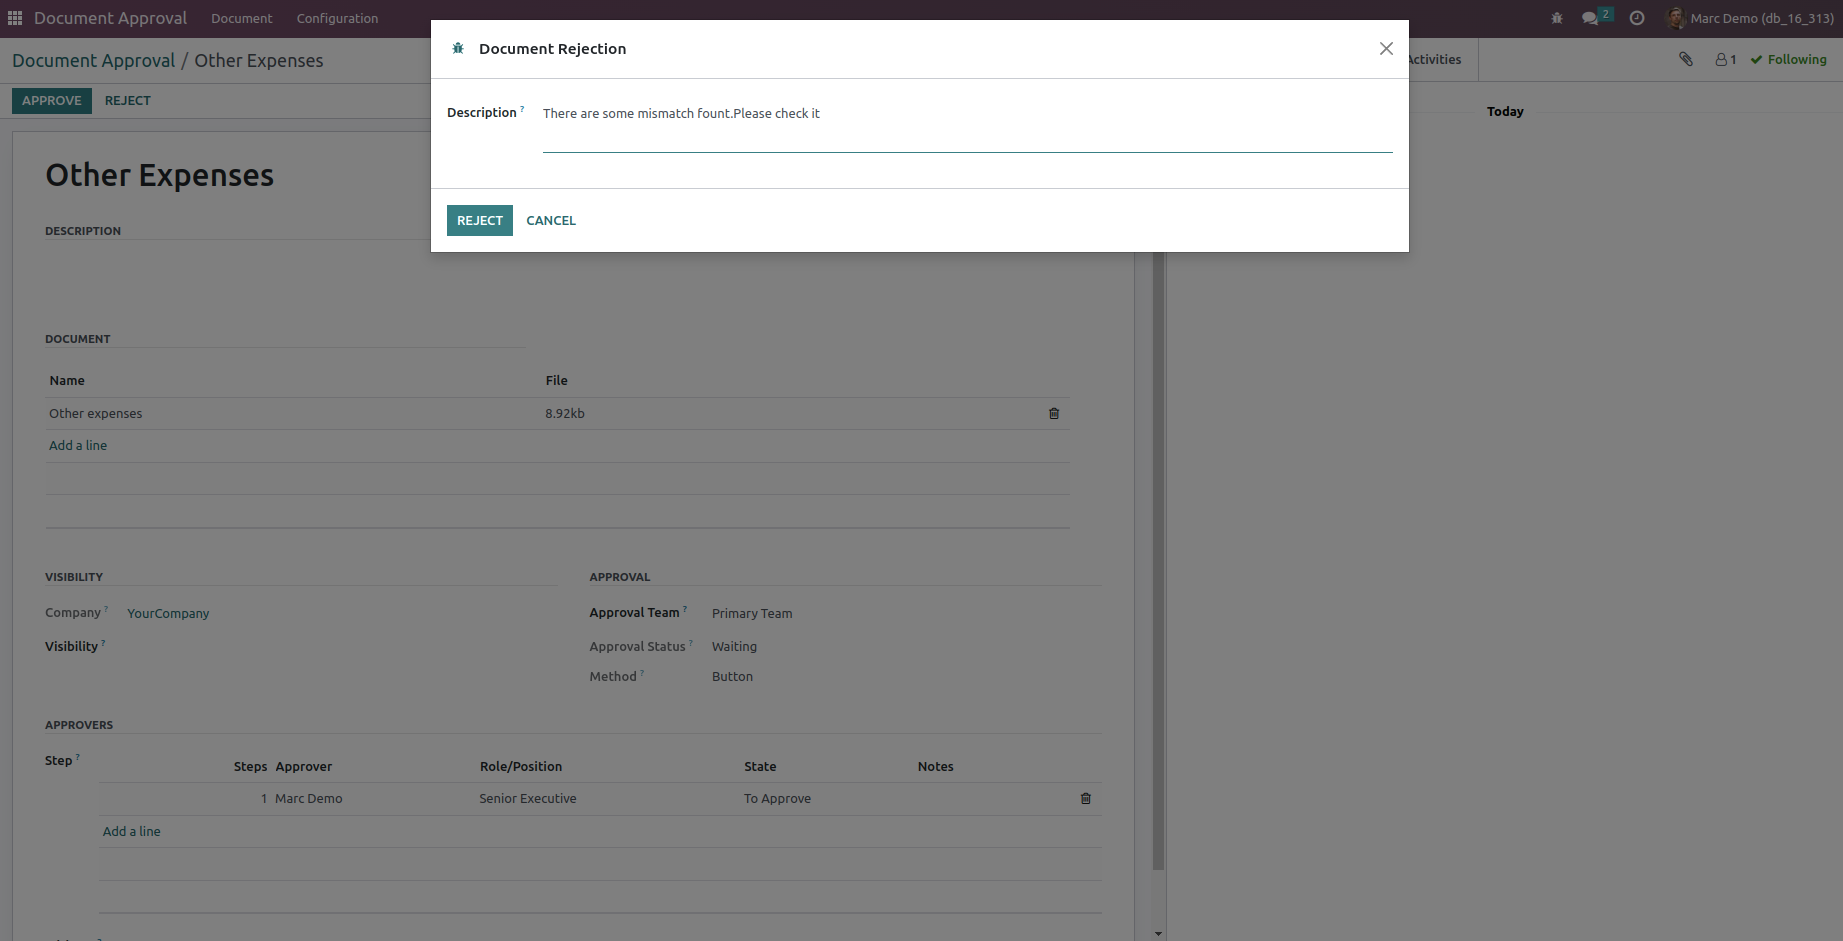 Document Approval Document Configuration 2 Marc Demo (db_16_313)
Document Approval / Other Expenses
Activities 1 Following
APPROVE REJECT
Today
Document Rejection
Description ? There are some mismatch fount.Please check it
REJECT CANCEL
Other Expenses
DESCRIPTION
DOCUMENT
Name File
Other expenses 8.92kb
Add a line
VISIBILITY
Company ? YourCompany
Visibility ?
APPROVAL
Approval Team ? Primary Team
Approval Status ? Waiting
Method ? Button
APPROVERS
Step ?
Steps Approver Role/Position State Notes
1 Marc Demo Senior Executive To Approve
Add a line